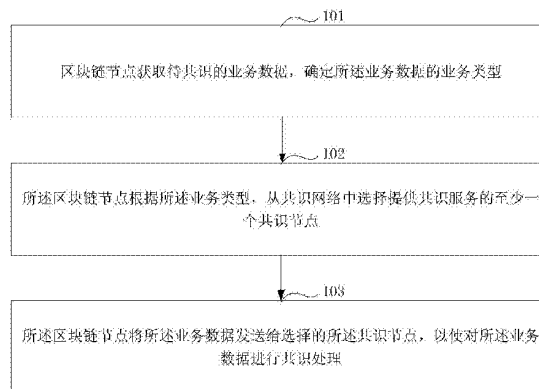 101
区块链节点获取待共识的业务数据，确定所述业务数据的业务类型
102
所述区块链节点根据所述业务类型，从共识网络中选择提供共识服务的至少一
个共识节点
103
所述区块链节点将所述业务数据发送给选择的所述共识节点，以使对所述业务
数据进行共识处理